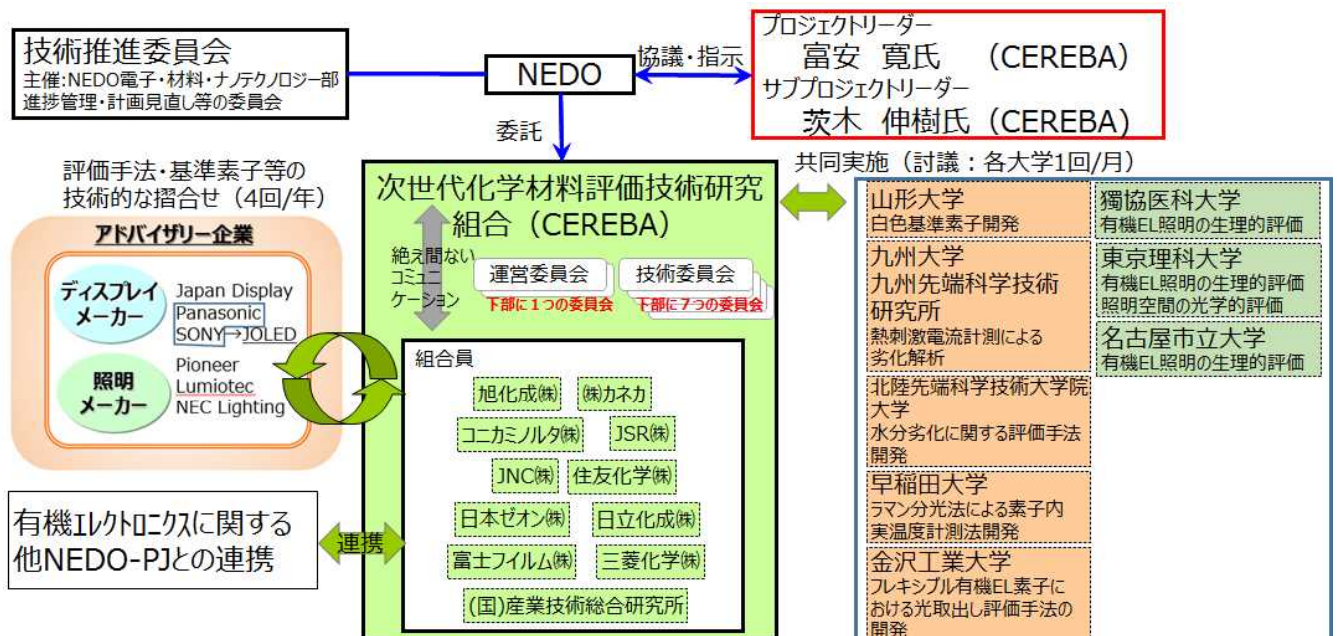 技術推進委員会
主催:NEDO電子・材料・ナノテクノロジー部
進捗管理・計画見直し等の委員会
NEDO
協議・指示
プロジェクトリーダー
富安 寛氏 (CEREBA)
サブプロジェクトリーダー
茨木 伸樹氏 (CEREBA)
委託
評価手法・基準素子等の
技術的な摺合せ（4回/年）
アドバイザリー企業
ディスプレイ
メーカー
Japan Display
Panasonic
SONY→JOLED
照明
メーカー
Pioneer
Lumiotec
NEC Lighting
有機エレクトロニクスに関する
他NEDO-PJとの連携
連携
次世代化学材料評価技術研究
組合（CEREBA）
絶え間ない
コミュニ
ケーション
運営委員会
下部に1つの委員会
技術委員会
下部に7つの委員会
組合員
旭化成㈱
㈱カネカ
コニカミノルタ㈱
JSR㈱
JNC㈱
住友化学㈱
日本ゼオン㈱
日立化成㈱
富士フイルム㈱
三菱化学㈱
(国)産業技術総合研究所
共同実施（討議：各大学1回/月）
山形大学
白色基準素子開発
九州大学
九州先端科学技術
研究所
熱刺激電流計測による
劣化解析
北陸先端科学技術大学院
大学
水分劣化に関する評価手法
開発
早稲田大学
ラマン分光法による素子内
実温度計測法開発
金沢工業大学
フレキシブル有機EL素子に
おける光取出し評価手法の
開発
獨協医科大学
有機EL照明の生理的評価
東京理科大学
有機EL照明の生理的評価
照明空間の光学的評価
名古屋市立大学
有機EL照明の生理的評価